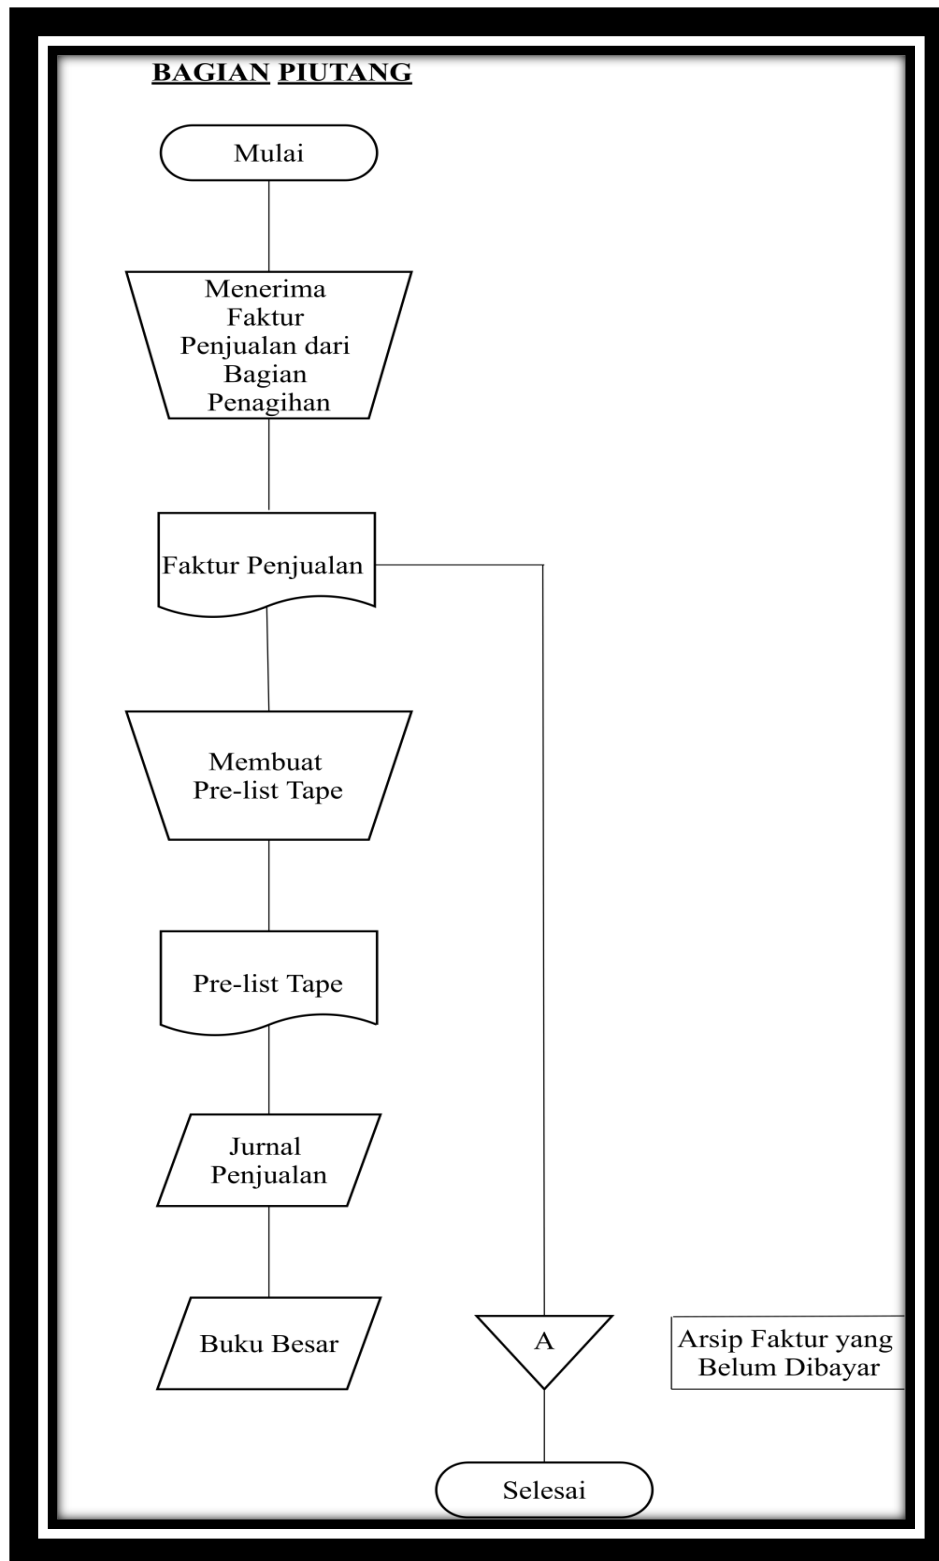 BAGIAN PIUTANG
Mulai
Menerima
Faktur
Penjualan dari
Bagian
Penagihan
Faktur Penjualan
Membuat
Pre-list Tape
Pre-list Tape
Jurnal
Penjualan
Buku Besar
A
Arsip Faktur yang
Belum Dibayar
Selesai